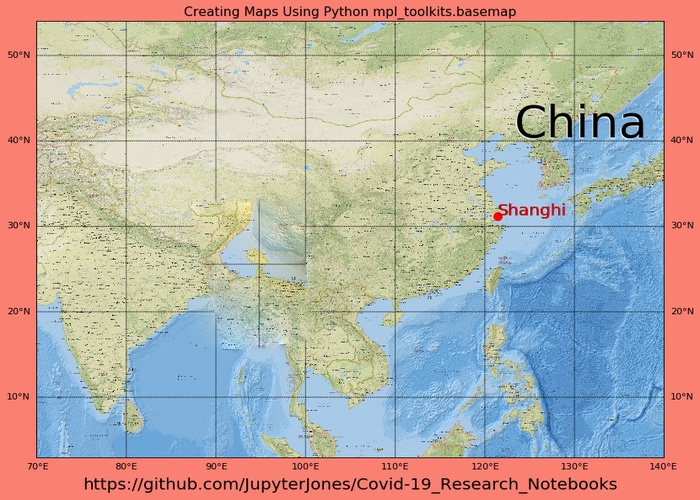 Creating Maps Using Python mpl_toolkits.basemap
50°N
50°N
China
40°N
40°N
Shanghi
30°N
30°N
20°N
20°N
10°N
10°N
70°E 80°E 90°E 100°E 110°E 120°E 130°E 140°E
https://github.com/JupyterJones/Covid-19_Research_Notebooks